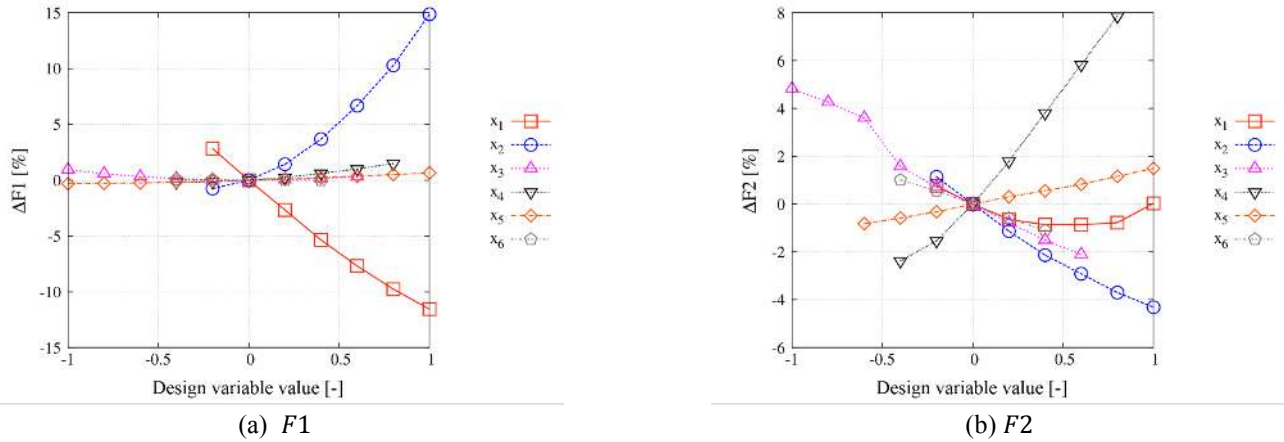 15
10
5
0
-5
-10
-15
-1
-0.5
0
0.5
1
ΔF1 [%]
Design variable value [-]
x1
x2
x3
x4
x5
x6
(a) F1
8
6
4
2
0
-2
-4
-6
-1
-0.5
0
0.5
1
ΔF2 [%]
Design variable value [-]
x1
x2
x3
x4
x5
x6
(b) F2